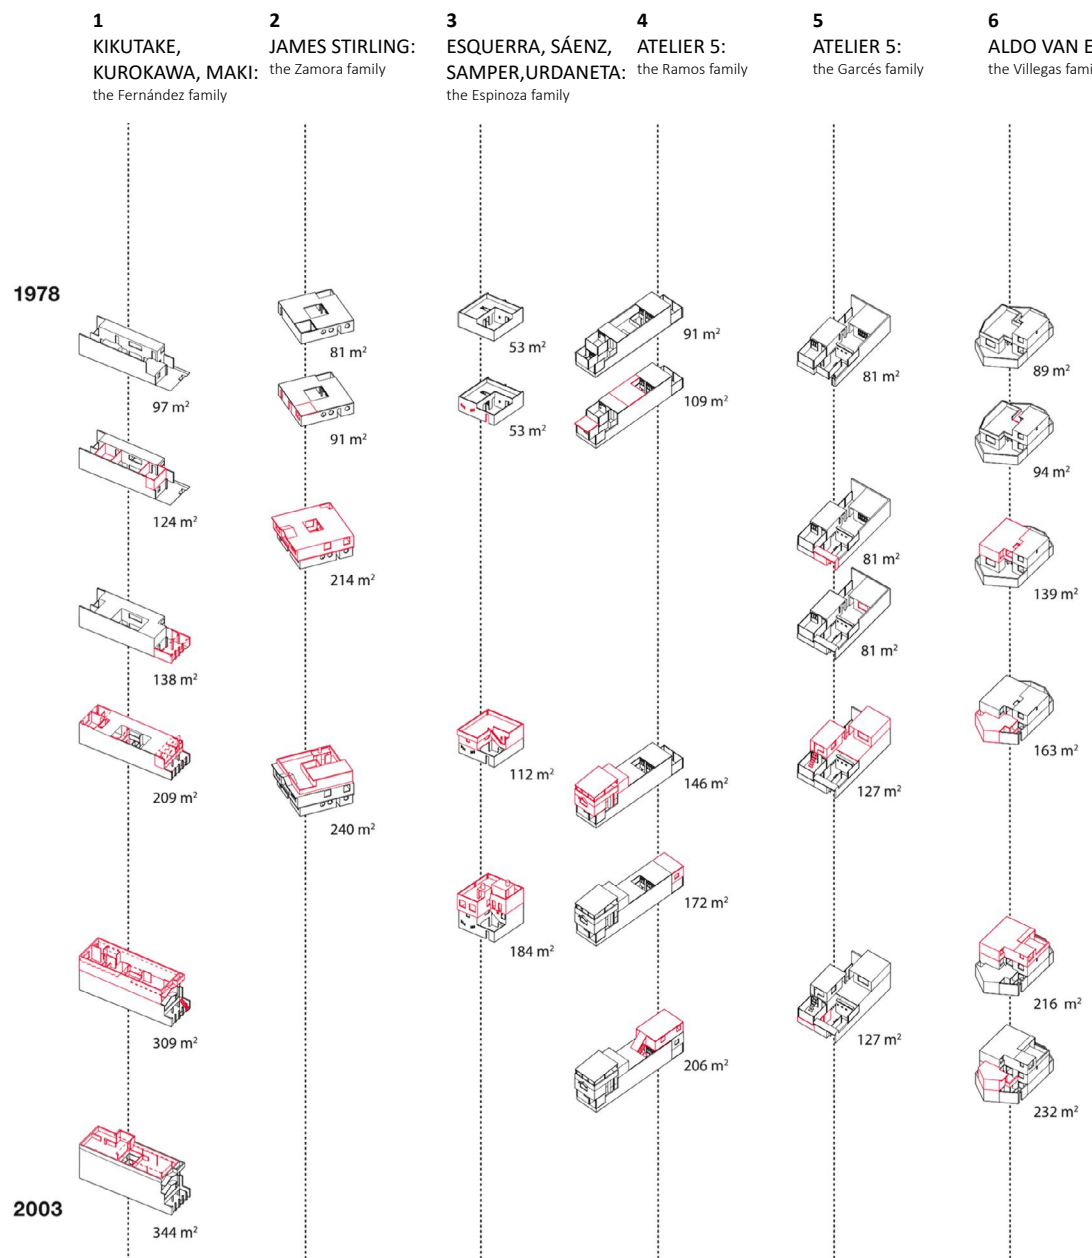 1
KIKUTAKE,
KUROKAWA, MAKI:
the Fernández family
2
JAMES STIRLING:
the Zamora family
3
ESQUERRA, SÁENZ,
SAMPER,URDANETA:
the Espinoza family
4
ATELIER 5:
the Ramos family
5
ATELIER 5:
the Garcés family
6
ALDO VAN E
the Villegas fami
1978
97 m²
124 m²
138 m²
209 m²
309 m²
344 m²
81 m²
91 m²
214 m²
240 m²
53 m²
53 m²
112 m²
184 m²
91 m²
109 m²
146 m²
172 m²
206 m²
81 m²
81 m²
81 m²
127 m²
127 m²
89 m²
94 m²
139 m²
163 m²
216 m²
232 m²
2003